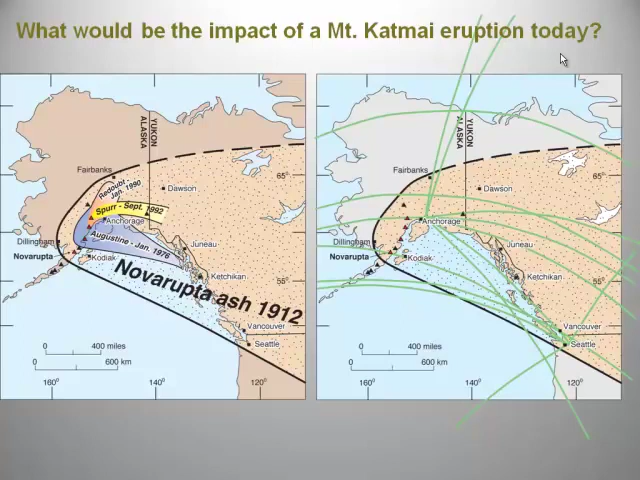 What would be the impact of a Mt. Katmai eruption today?
YUKON
ALASKA
Fairbanks
65°
Redoubt
Jan. 1990
Dawson
Spurr - Sept. 1992
Anchorage
Dillingham
Augustine - Jan. 1976
Juneau
Novarupta
Kodiak
Ketchikan
55°
Novarupta ash 1912
Vancouver
Seattle
0 400 miles
0 600 km
160° 140° 120°
YUKON
ALASKA
Fairbanks
65°
Dawson
Anchorage
Dillingham
Juneau
Novarupta
Kodiak
Ketchikan
55°
Vancouver
Seattle
0 400 miles
0 600 km
160° 140° 120°